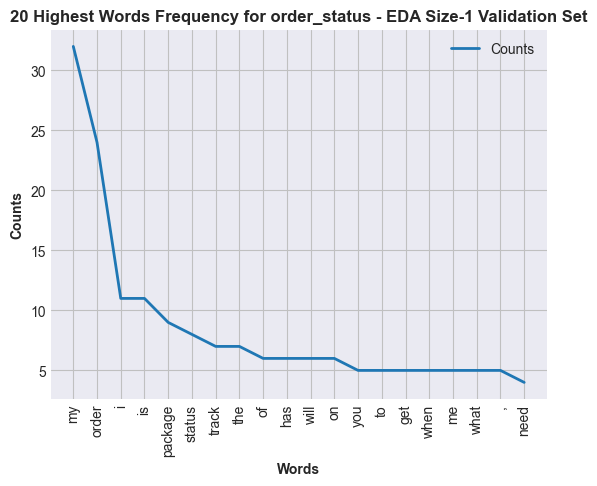 20 Highest Words Frequency for order_status - EDA Size-1 Validation Set
Counts
30
25
20
15
10
5
Counts
my
order
i
is
package
status
track
the
of
has
will
on
you
to
get
when
me
what
,
need
Words